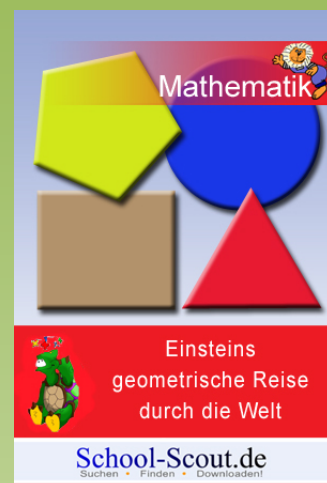 Mathematik
Einsteins
geometrische Reise
durch die Welt
School-Scout.de
Suchen • Finden • Downloaden!